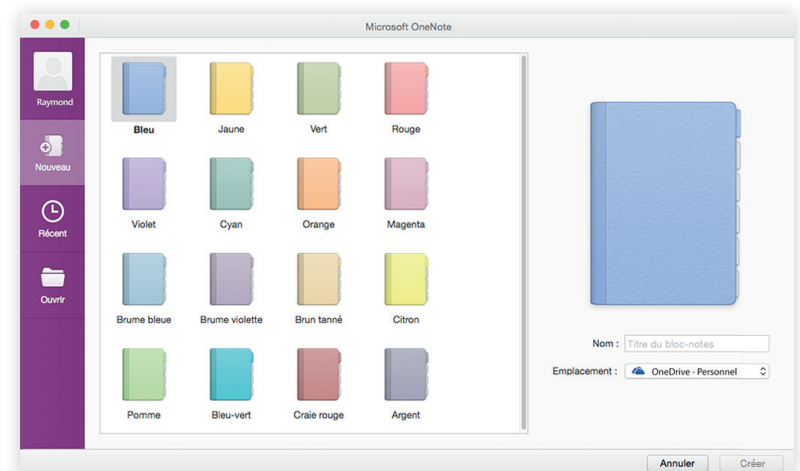 Microsoft OneNote
Raymond
Nouveau
Récent
Ouvrir
Bleu Jaune Vert Rouge
Violet Cyan Orange Magenta
Brume bleue Brume violette Brun tanné Citron
Pomme Bleu-vert Craie rouge Argent
Nom : Titre du bloc-notes
Emplacement : OneDrive - Personnel
Annuler Créer